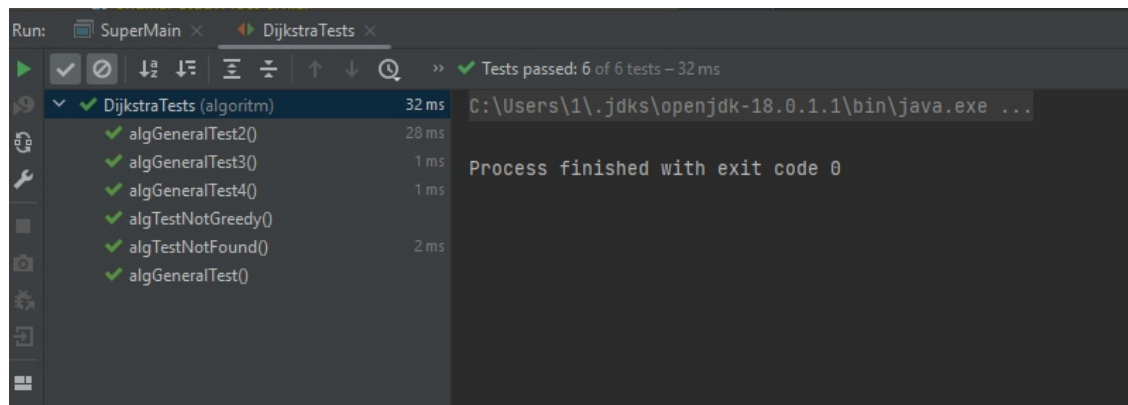 Run: SuperMain DijkstraTests
Tests passed: 6 of 6 tests – 32 ms
DijkstraTests (algoritm) 32 ms
algGeneralTest2() 28 ms
algGeneralTest3() 1 ms
algGeneralTest4() 1 ms
algTestNotGreedy()
algTestNotFound() 2 ms
algGeneralTest()
C:\Users\1\.jdks\openjdk-18.0.1.1\bin\java.exe ...
Process finished with exit code 0